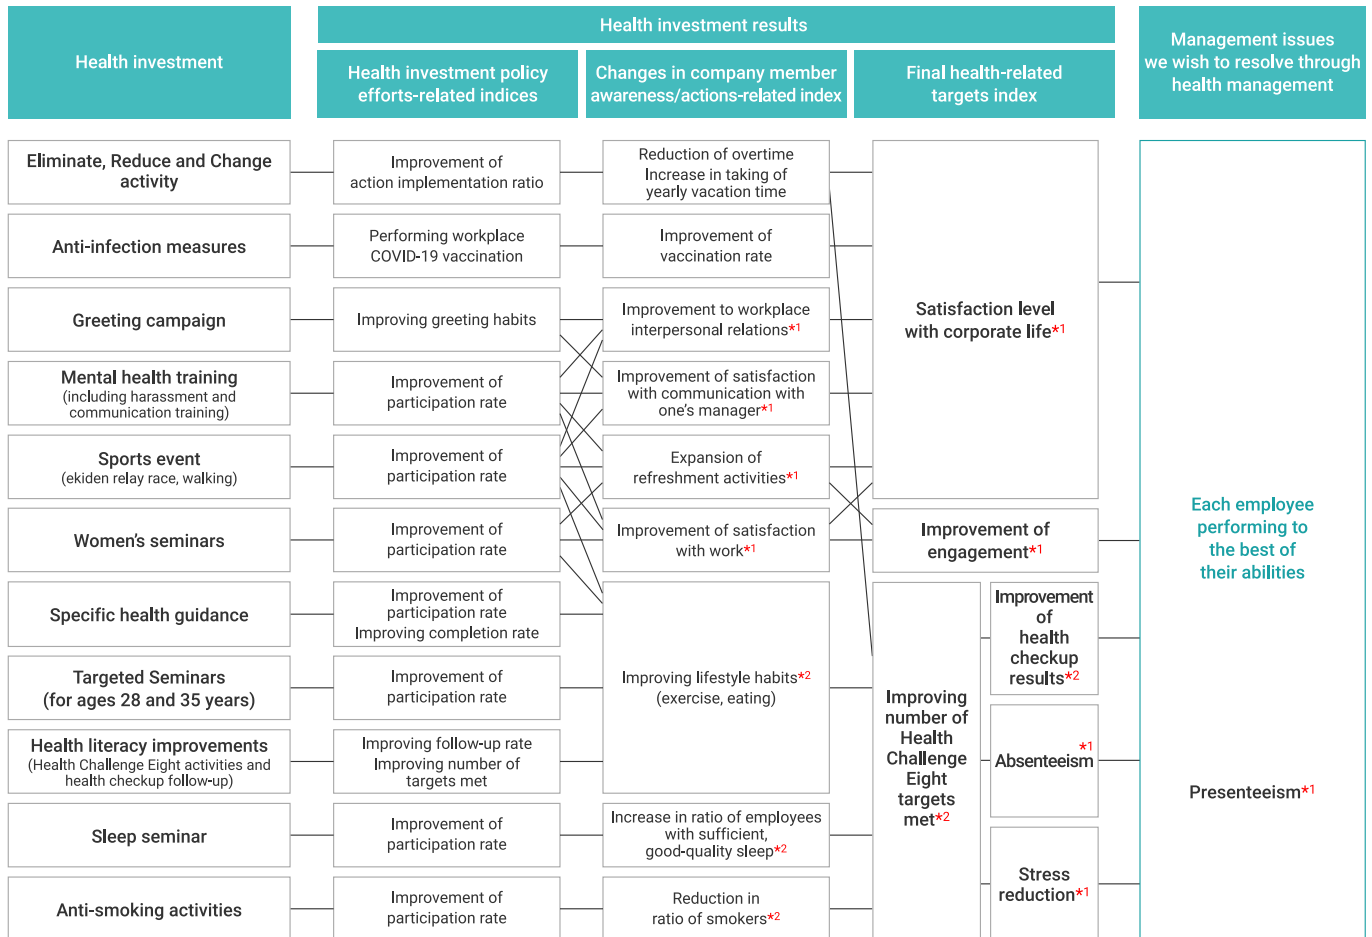 Health investment
Health investment results
Health investment policy
efforts-related indices
Changes in company member
awareness/actions-related index
Final health-related
targets index
Management issues
we wish to resolve through
health management
Eliminate, Reduce and Change
activity
Improvement of
action implementation ratio
Reduction of overtime
Increase in taking of
yearly vacation time
Anti-infection measures
Performing workplace
COVID-19 vaccination
Improvement of
vaccination rate
Greeting campaign
Improving greeting habits
Improvement to workplace
interpersonal relations*1
Mental health training
(including harassment and
communication training)
Improvement of
participation rate
Improvement of satisfaction
with communication with
one's manager*1
Sports event
(ekiden relay race, walking)
Improvement of
participation rate
Expansion of
refreshment activities*1
Women's seminars
Improvement of
participation rate
Improvement of satisfaction
with work*1
Specific health guidance
Improvement of
participation rate
Improving completion rate
Targeted Seminars
(for ages 28 and 35 years)
Improvement of
participation rate
Improving lifestyle habits*2
(exercise, eating)
Health literacy improvements
(Health Challenge Eight activities and
health checkup follow-up)
Improving follow-up rate
Improving number of
targets met
Sleep seminar
Improvement of
participation rate
Increase in ratio of employees
with sufficient,
good-quality sleep*2
Anti-smoking activities
Improvement of
participation rate
Reduction in
ratio of smokers*2
Satisfaction level
with corporate life*1
Improvement of
engagement*1
Improving
number of
Health
Challenge
Eight
targets
met*2
Improvement
of
health
checkup
results*2
Absenteeism*1
Stress
reduction*1
Each employee
performing to
the best of
their abilities
Presenteeism*1